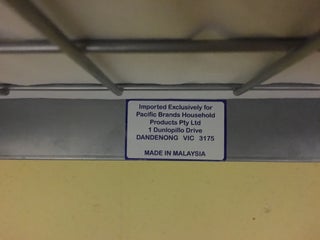 Imported Exclusively for
Pacific Brands Household
Products Pty Ltd
1 Dunlopillo Drive
DANDENONG VIC 3175
MADE IN MALAYSIA